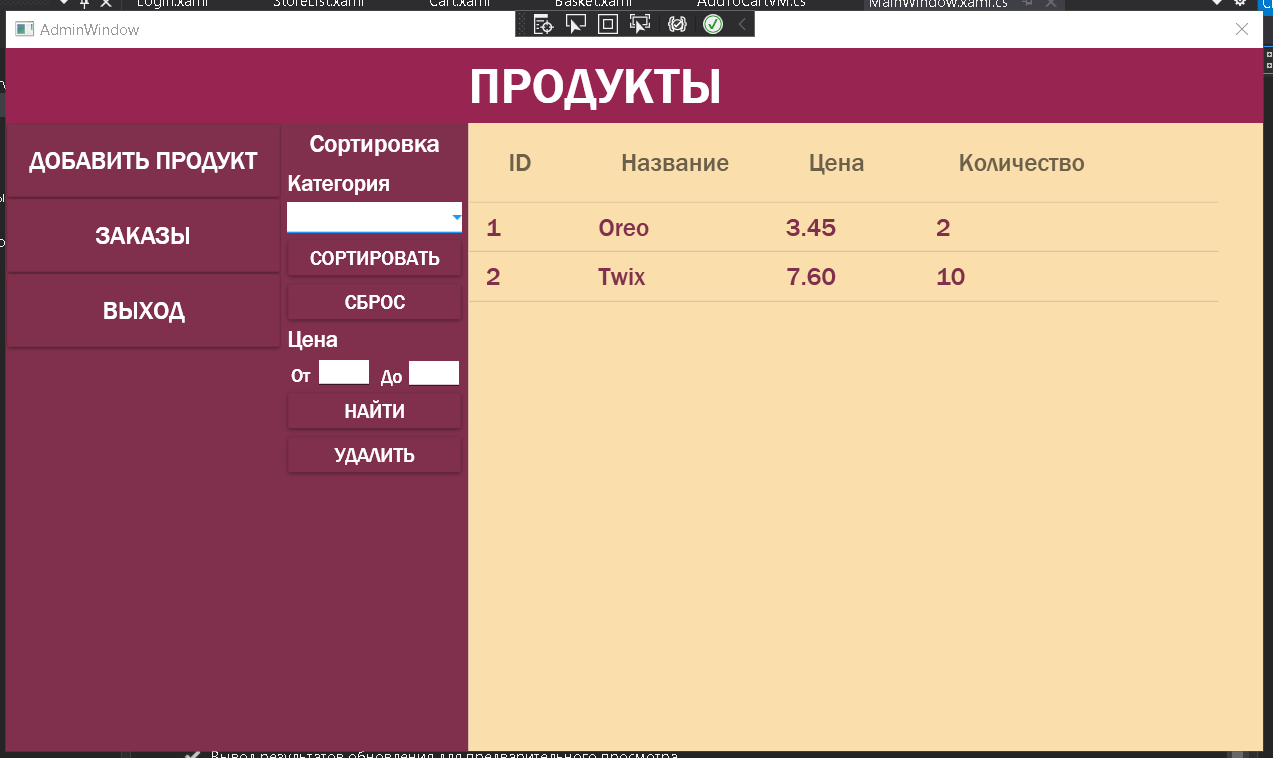 Login.xaml StoreList.xaml Cart.xaml Basket.xaml AddToCartVM.cs MainWindow.xaml.cs
AdminWindow
ПРОДУКТЫ
ДОБАВИТЬ ПРОДУКТ
ЗАКАЗЫ
ВЫХОД
Сортировка
Категория
СОРТИРОВАТЬ
СБРОС
Цена
От До
НАЙТИ
УДАЛИТЬ
ID Название Цена Количество
1 Oreo 3.45 2
2 Twix 7.60 10
Вывод результатов обновления для предварительного просмотра